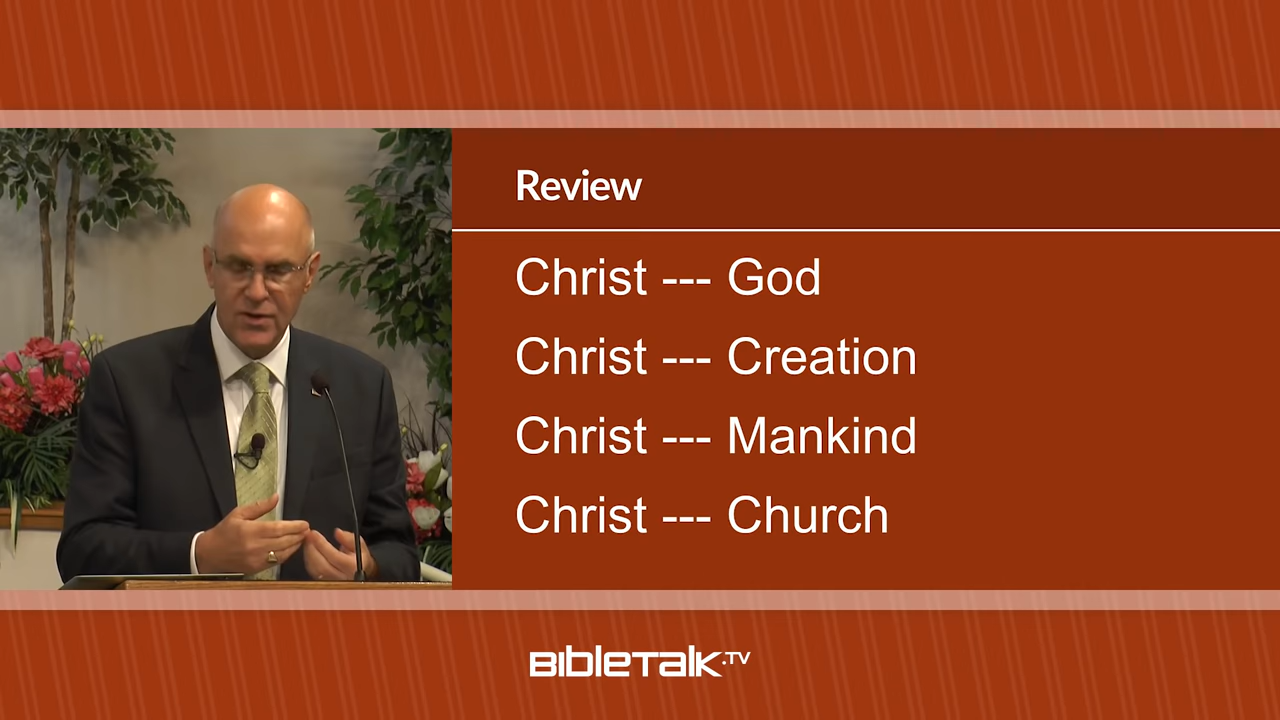 Review
Christ --- God
Christ --- Creation
Christ --- Mankind
Christ --- Church
BIBLETALK.TV